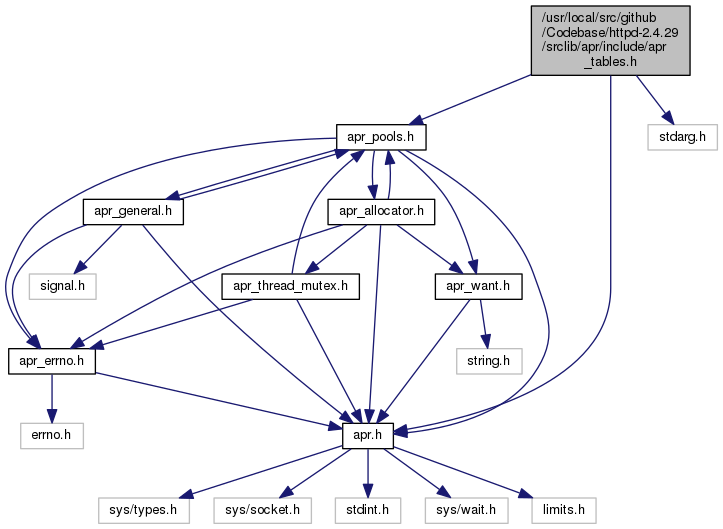 /usr/local/src/github
/Codebase/httpd-2.4.29
/srclib/apr/include/apr
_tables.h
apr_pools.h
stdarg.h
apr_general.h
apr_allocator.h
signal.h
apr_thread_mutex.h
apr_want.h
apr_errno.h
string.h
errno.h
apr.h
sys/types.h
sys/socket.h
stdint.h
sys/wait.h
limits.h